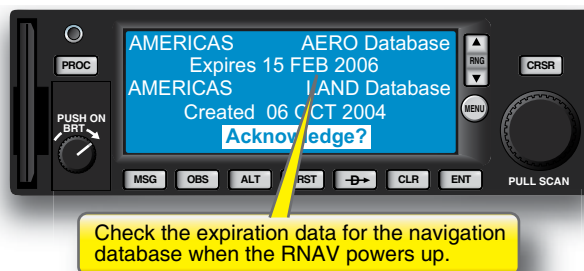 AMERICAS AERO Database
PROC
Expires 15 FEB 2006
RNG
CRSR
AMERICAS LAND Database
MENU
Created 06 OCT 2004
PUSH ON
BRT
Acknowledge?
MSG OBS ALT RST D CLR ENT
PULL SCAN
Check the expiration data for the navigation
database when the RNAV powers up.